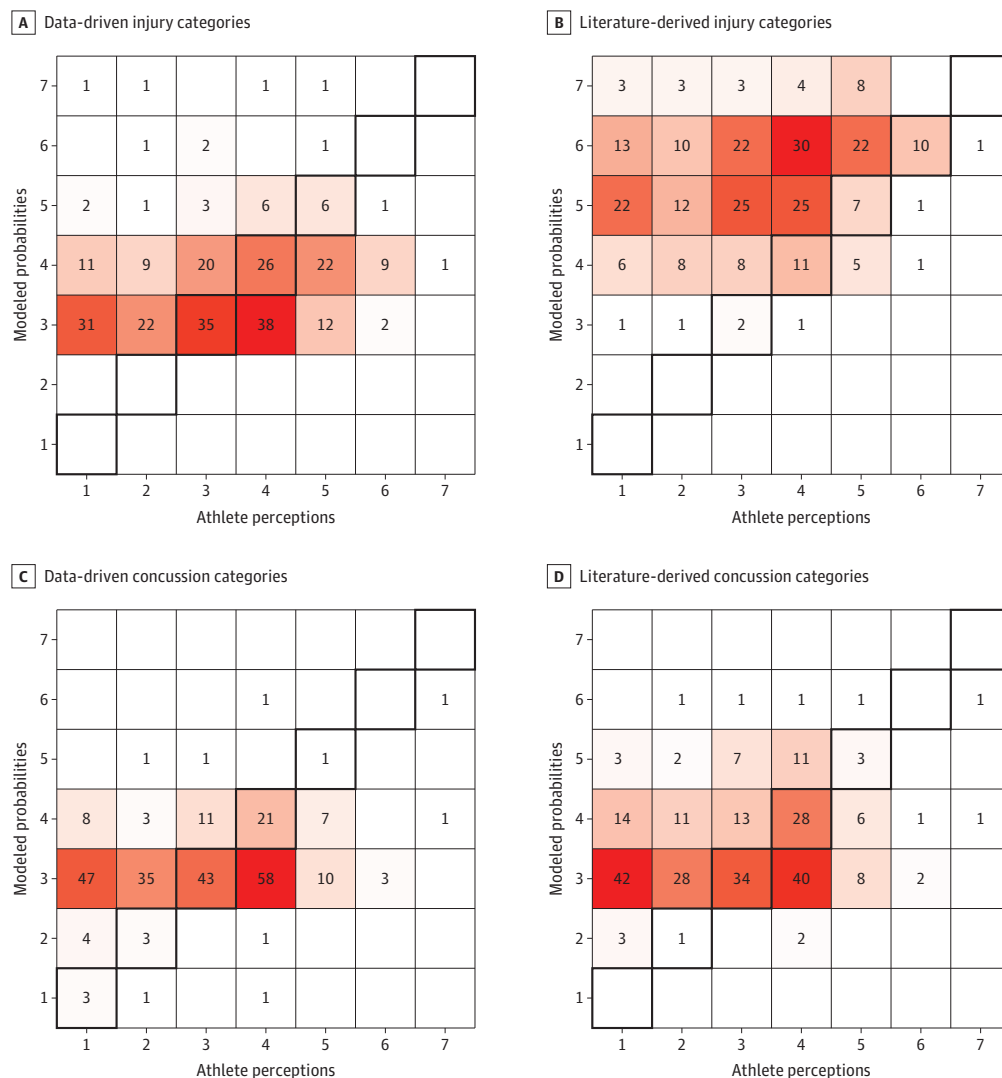 A Data-driven injury categories
7 1 1 1 1
6 1 2 1
5 2 1 3 6 6 1
4 11 9 20 26 22 9 1
3 31 22 35 38 12 2
2
1
1 2 3 4 5 6 7
Athlete perceptions
Modeled probabilities
B Literature-derived injury categories
7 3 3 3 4 8
6 13 10 22 30 22 10 1
5 22 12 25 25 7 1
4 6 8 8 11 5 1
3 1 1 2 1
2
1
1 2 3 4 5 6 7
Athlete perceptions
Modeled probabilities
C Data-driven concussion categories
7
6 1 1
5 1 1 1
4 8 3 11 21 7 1
3 47 35 43 58 10 3
2 4 3 1
1 3 1 1
1 2 3 4 5 6 7
Athlete perceptions
Modeled probabilities
D Literature-derived concussion categories
7
6 1 1 1 1 1
5 3 2 7 11 3
4 14 11 13 28 6 1 1
3 42 28 34 40 8 2
2 3 1 2
1
1 2 3 4 5 6 7
Athlete perceptions
Modeled probabilities